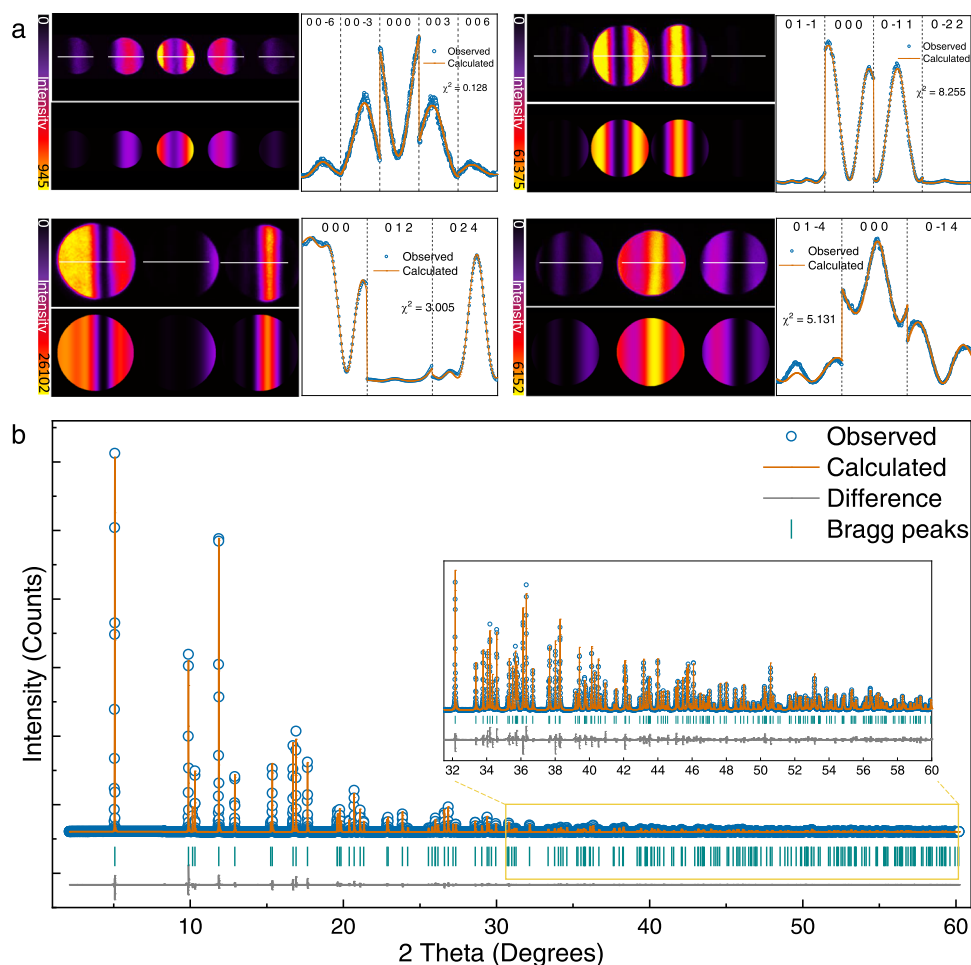 a
0
Intensity
945
0 0 -6
0 0 -3
0 0 0
0 0 3
0 0 6
Observed
Calculated
χ² = 0.128
0
Intensity
61375
0 1 -1
0 0 0
0 -1 1
0 -2 2
Observed
Calculated
χ² = 8.255
0
Intensity
26102
0 0 0
0 1 2
0 2 4
Observed
Calculated
χ² = 3.005
0
Intensity
6152
0 1 -4
0 0 0
0 -1 4
Observed
Calculated
χ² = 5.131
b
Observed
Calculated
Difference
Bragg peaks
Intensity (Counts)
32 34 36 38 40 42 44 46 48 50 52 54 56 58 60
10 20 30 40 50 60
2 Theta (Degrees)